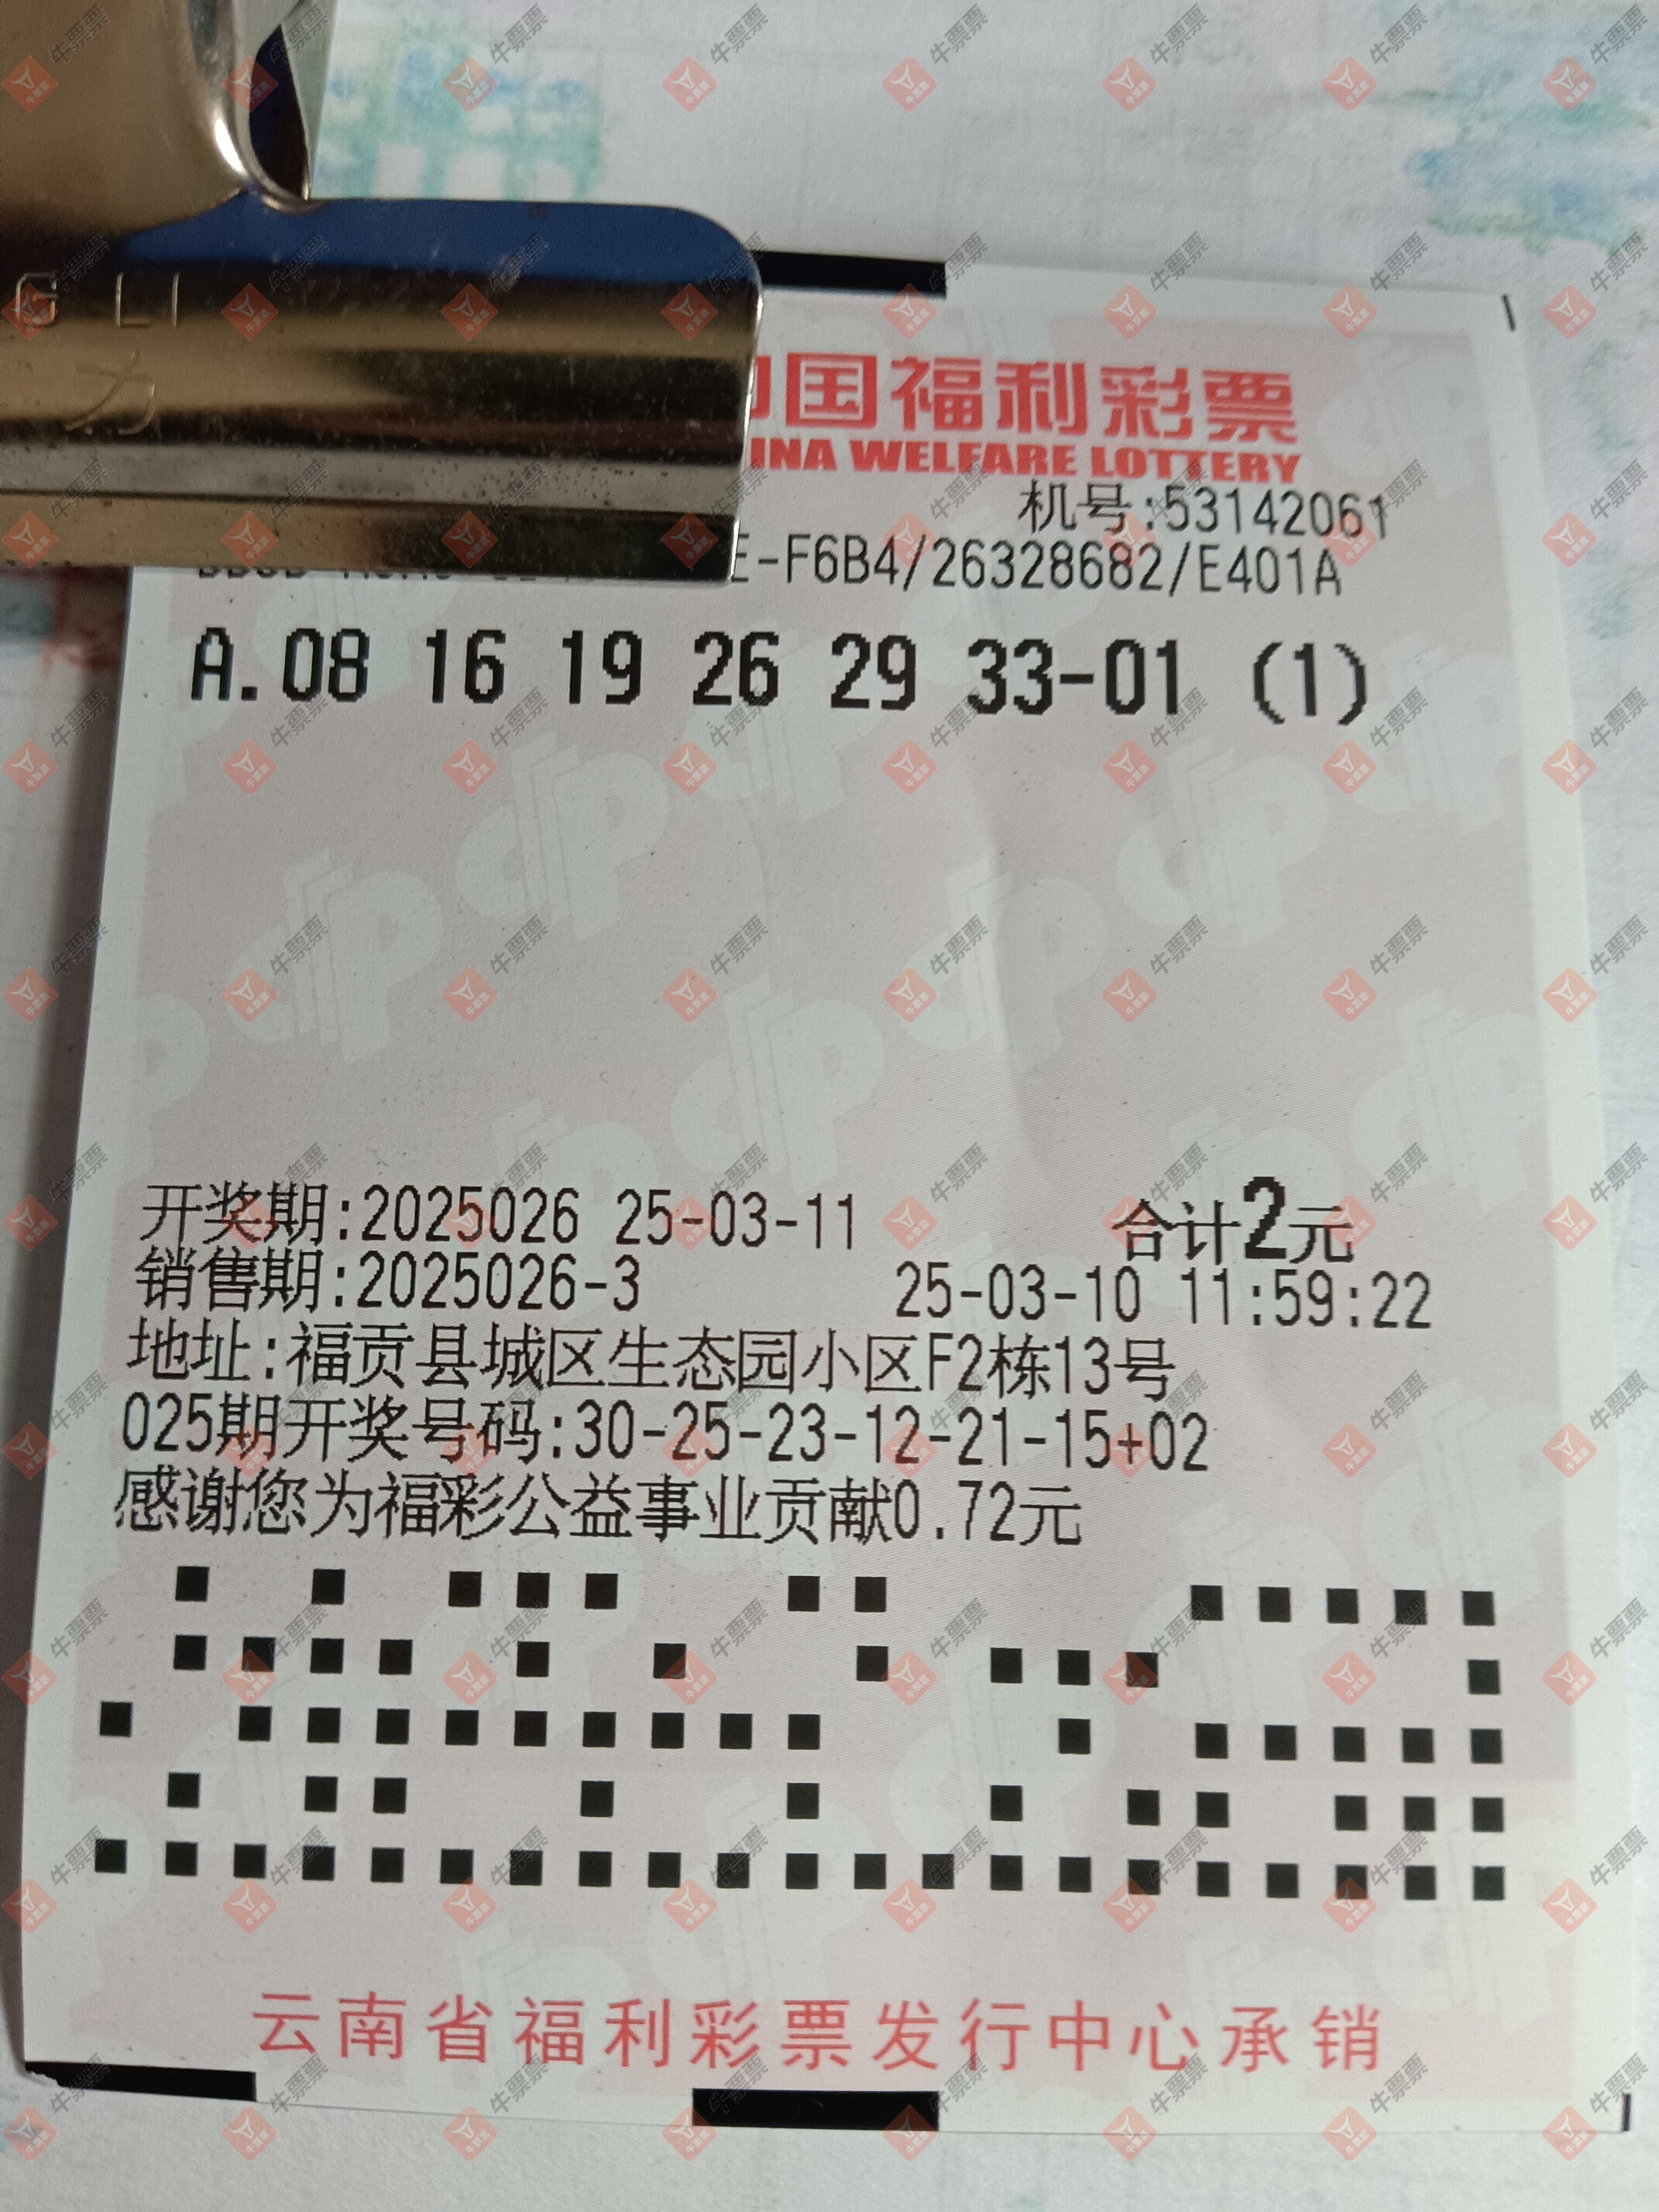 G LI
力
国福利彩票
INA WELFARE LOTTERY
机号:53142061
E-F6B4/26328682/E401A
A.08 16 19 26 29 33-01 (1)
开奖期:2025026 25-03-11 合计2元
销售期:2025026-3 25-03-10 11:59:22
地址:福贡县城区生态园小区F2栋13号
025期开奖号码:30-25-23-12-21-15+02
感谢您为福彩公益事业贡献0.72元
云南省福利彩票发行中心承销
牛票票